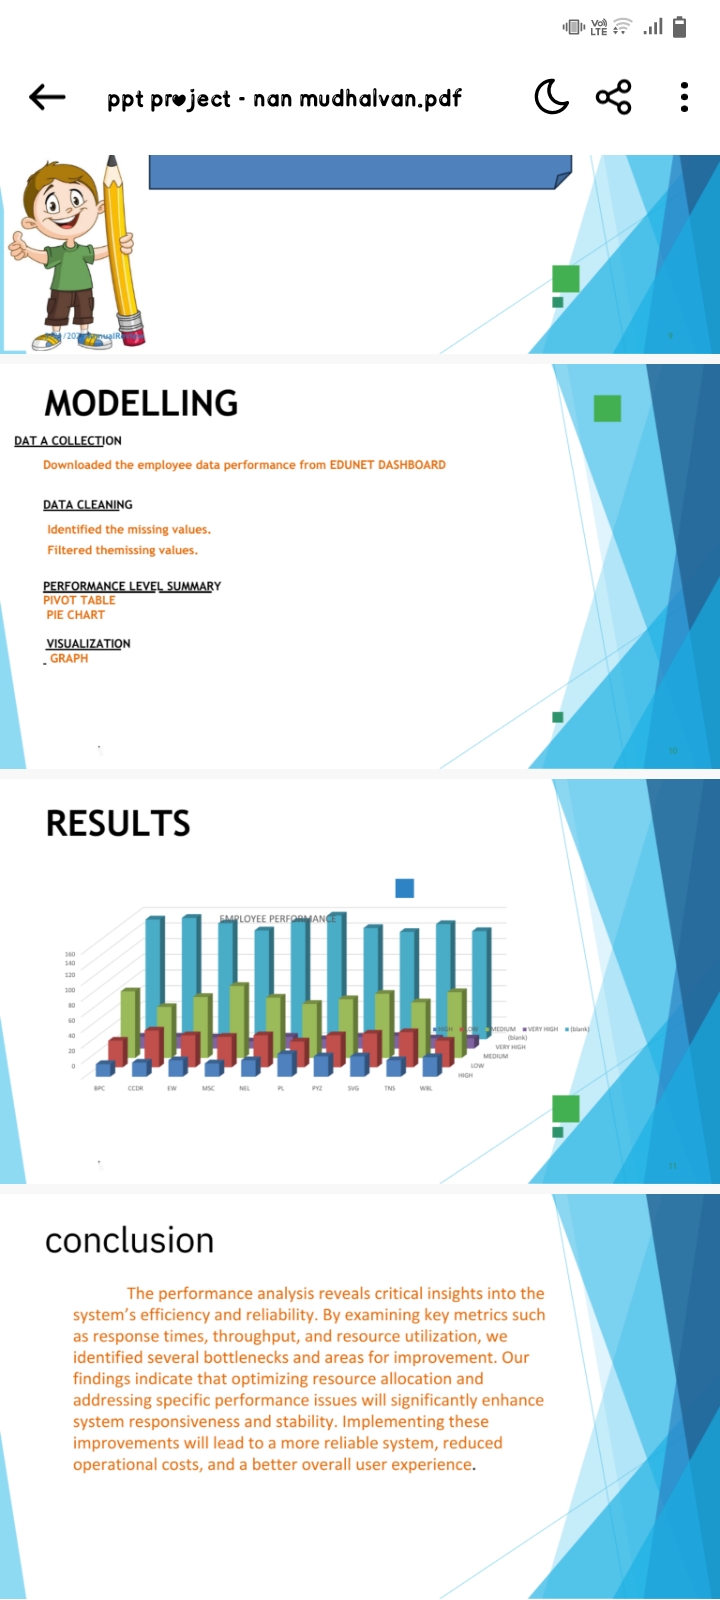 Vo))
LTE
ppt project - nan mudhalvan.pdf
MODELLING
DAT A COLLECTION
Downloaded the employee data performance from EDUNET DASHBOARD
DATA CLEANING
Identified the missing values.
Filtered themissing values.
PERFORMANCE LEVEL SUMMARY
PIVOT TABLE
PIE CHART
VISUALIZATION
GRAPH
10
RESULTS
EMPLOYEE PERFORMANCE
160
140
120
100
80
60
40
20
0
HIGH LOW MEDIUM VERY HIGH (blank)
(blank)
VERY HIGH
MEDIUM
LOW
HIGH
BPC CCDR EW MSC NEL PL PYZ SVG TNS WBL
11
conclusion
The performance analysis reveals critical insights into the
system's efficiency and reliability. By examining key metrics such
as response times, throughput, and resource utilization, we
identified several bottlenecks and areas for improvement. Our
findings indicate that optimizing resource allocation and
addressing specific performance issues will significantly enhance
system responsiveness and stability. Implementing these
improvements will lead to a more reliable system, reduced
operational costs, and a better overall user experience.